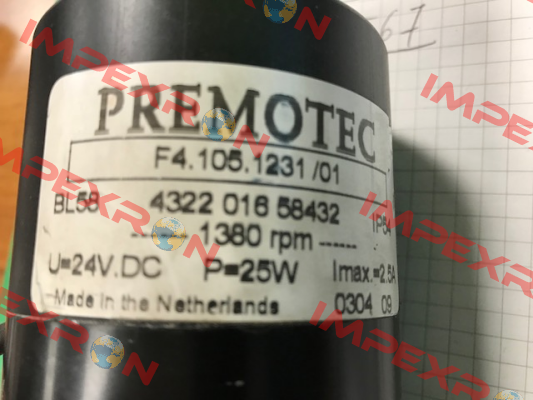 PREMOTEC
F4.105.1231 /01
BL58 4322 016 58432 IP54
------ 1380 rpm ------
U=24V.DC P=25W Imax.=2.5A
Made in the Netherlands 0304 09
IMPEXRON
IMPEXRON
IMPEXRON
IMPEXRON
IMPEXRON